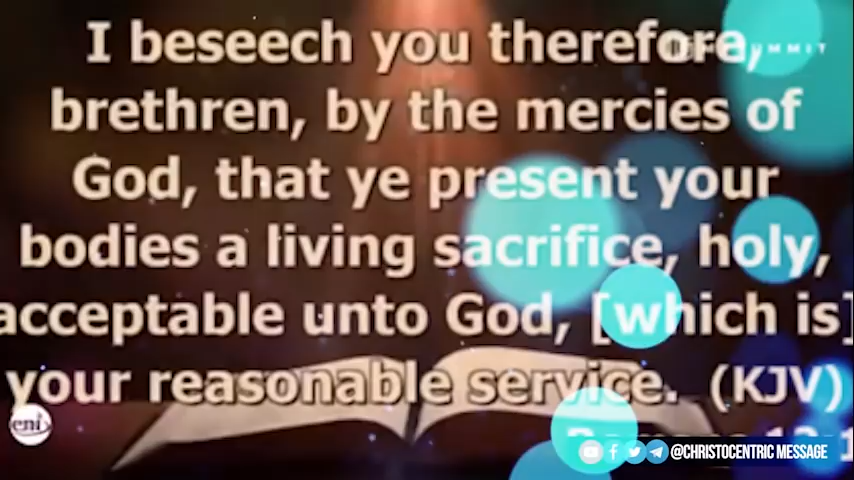 I beseech you therefore,
brethren, by the mercies of
God, that ye present your
bodies a living sacrifice, holy,
acceptable unto God, [which is]
your reasonable service. (KJV)
eni
@CHRISTOCENTRIC MESSAGE